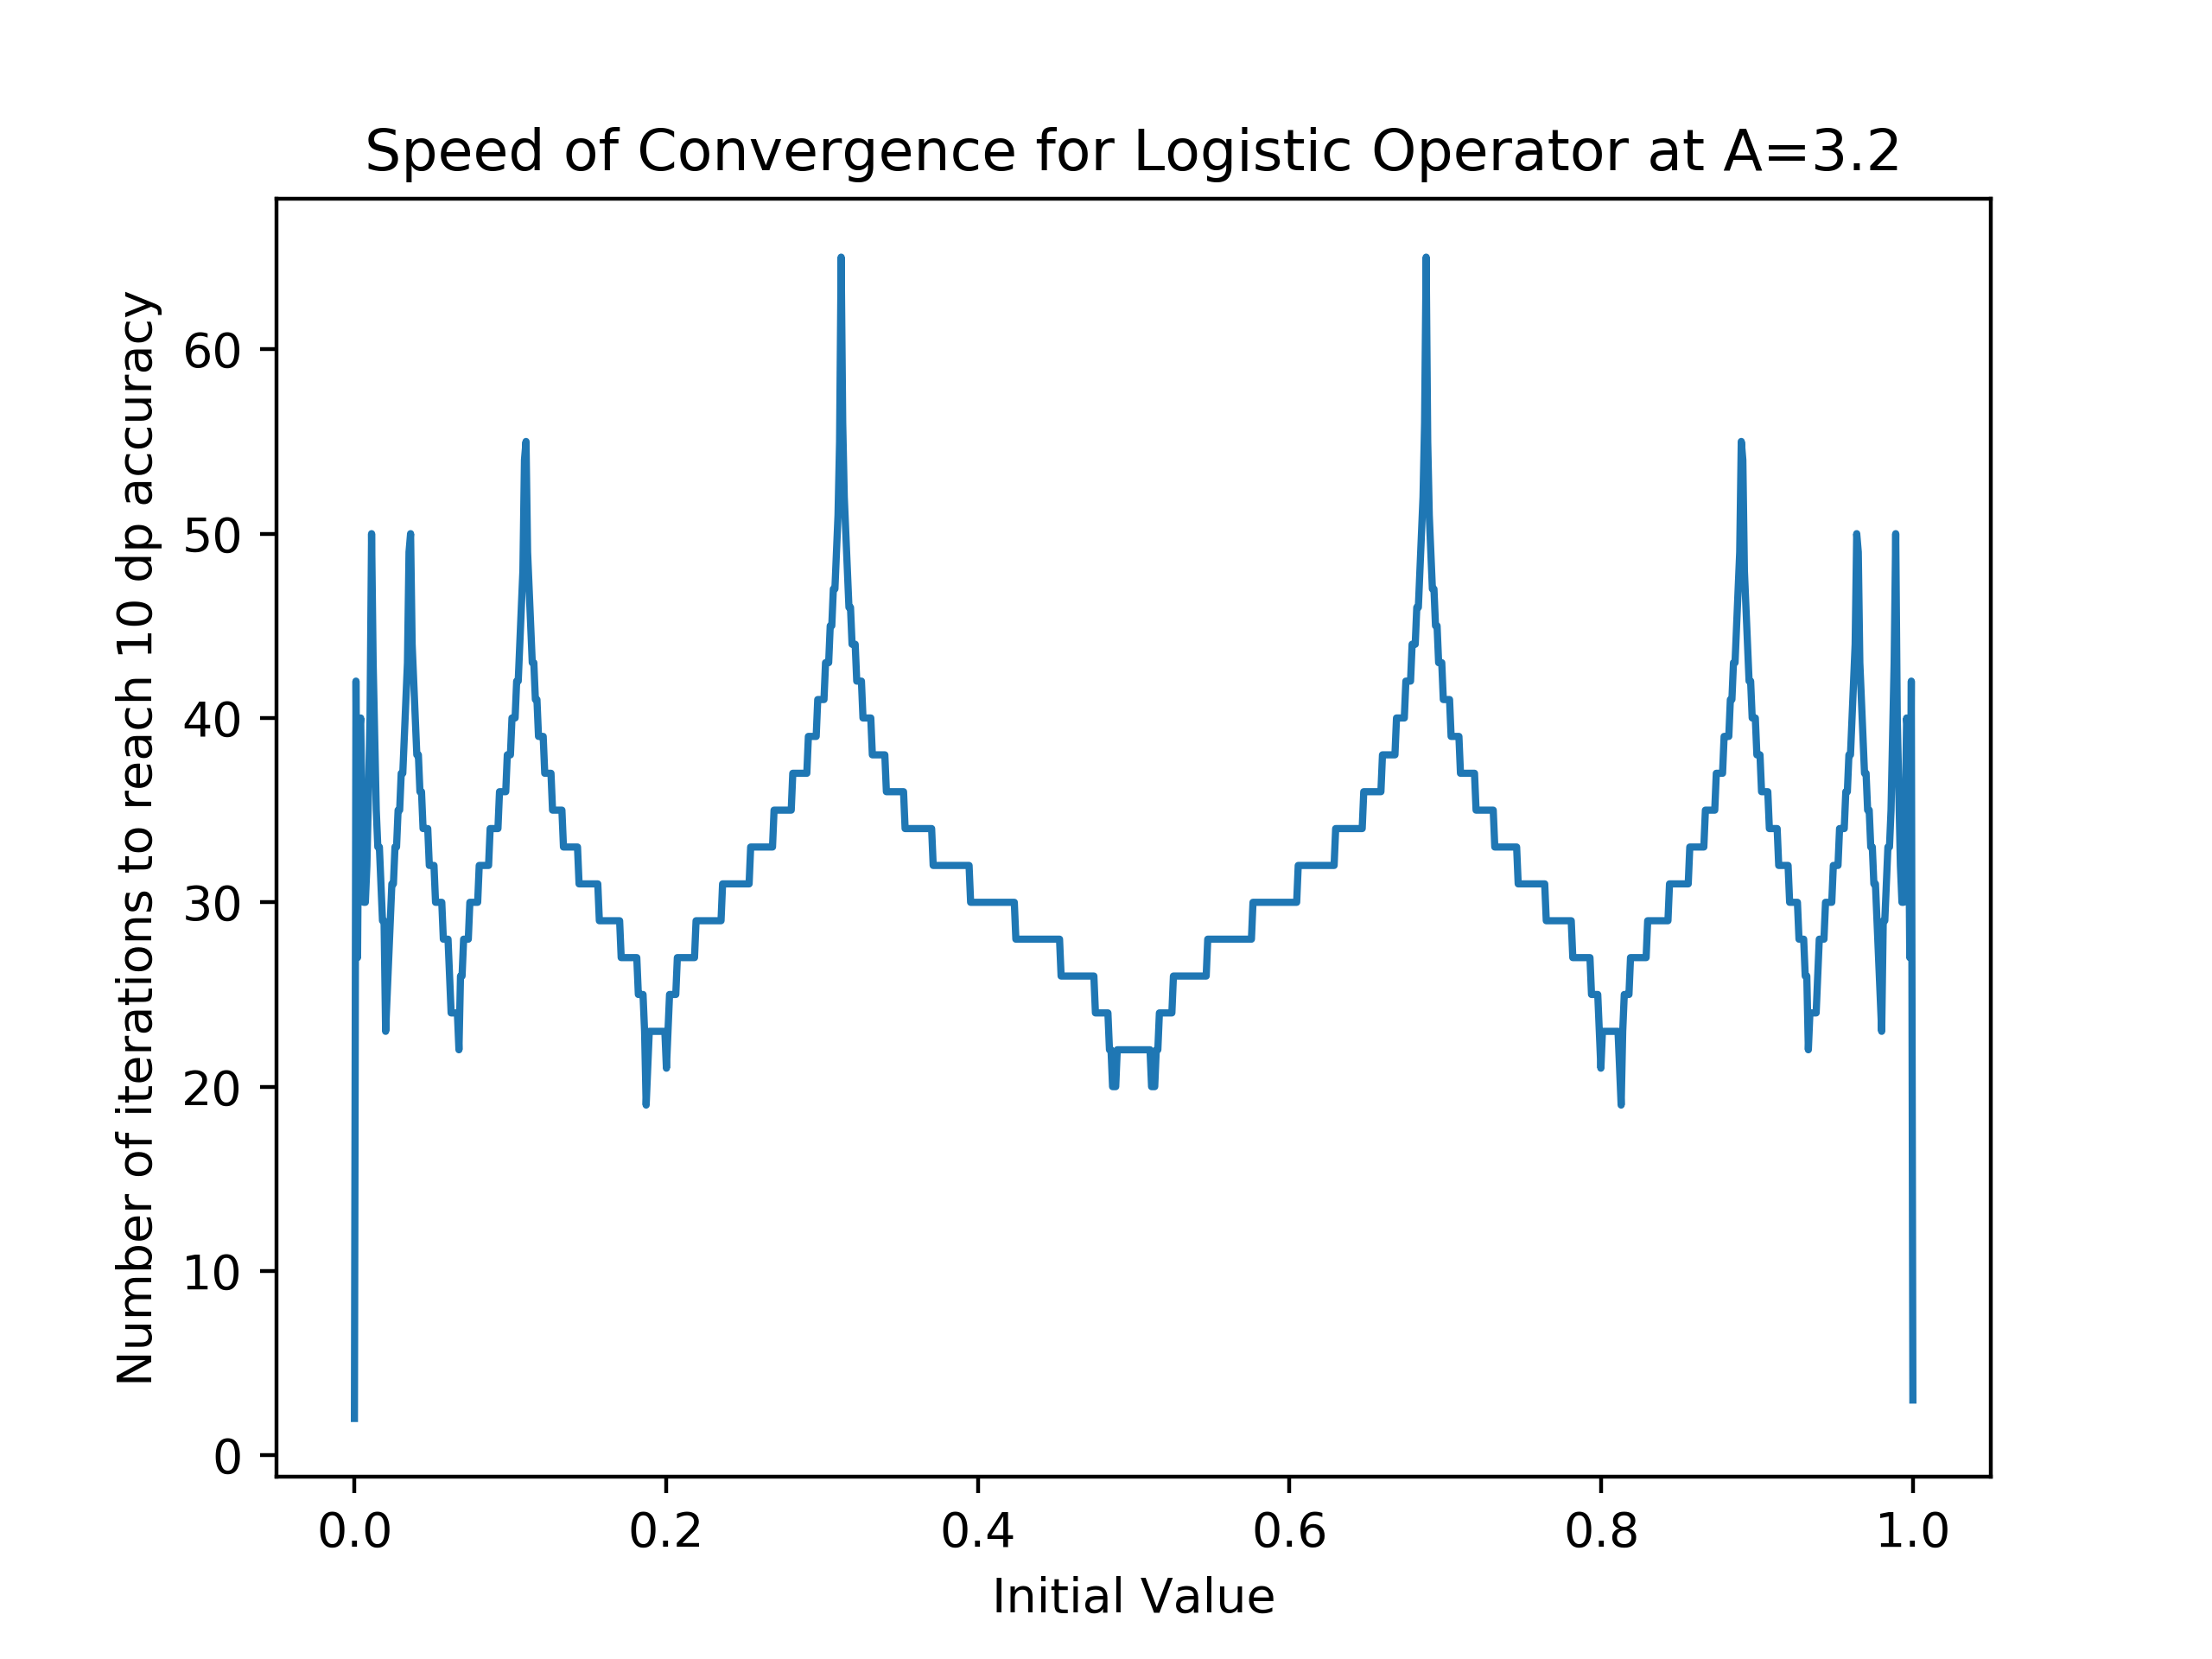 Speed of Convergence for Logistic Operator at A=3.2
Number of iterations to reach 10 dp accuracy
60
50
40
30
20
10
0
0.0 0.2 0.4 0.6 0.8 1.0
Initial Value